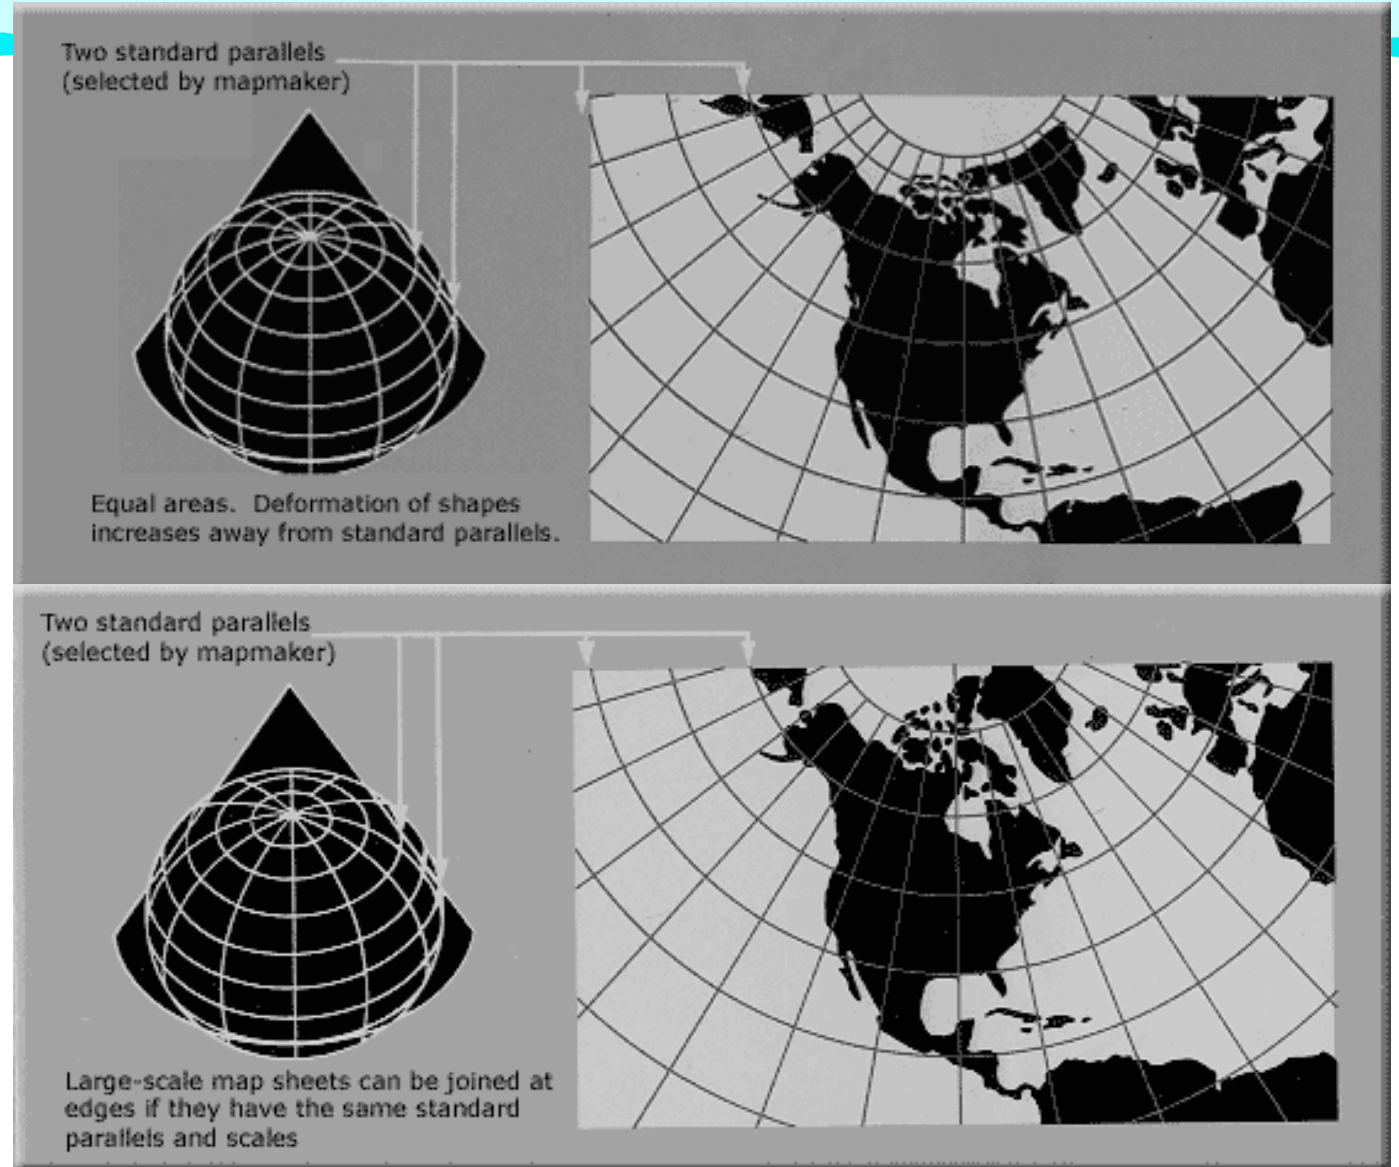 Two standard parallels
(selected by mapmaker)
Equal areas.  Deformation of shapes
increases away from standard parallels.
Two standard parallels
(selected by mapmaker)
Large-scale map sheets can be joined at
edges if they have the same standard
parallels and scales